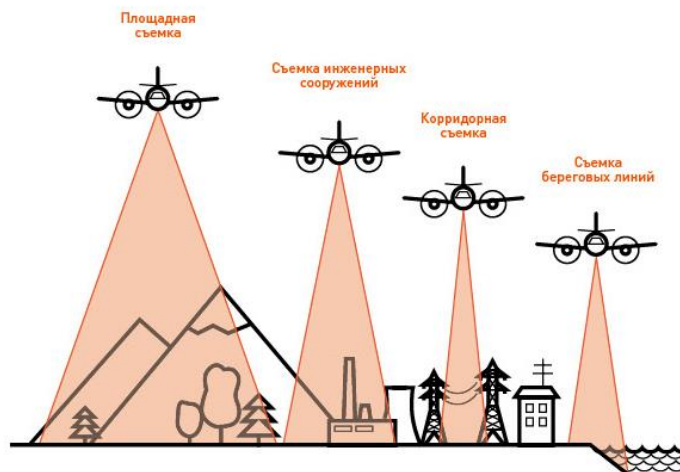 Площадная
съемка
Съемка инженерных
сооружений
Корридорная
съемка
Съемка
береговых линий